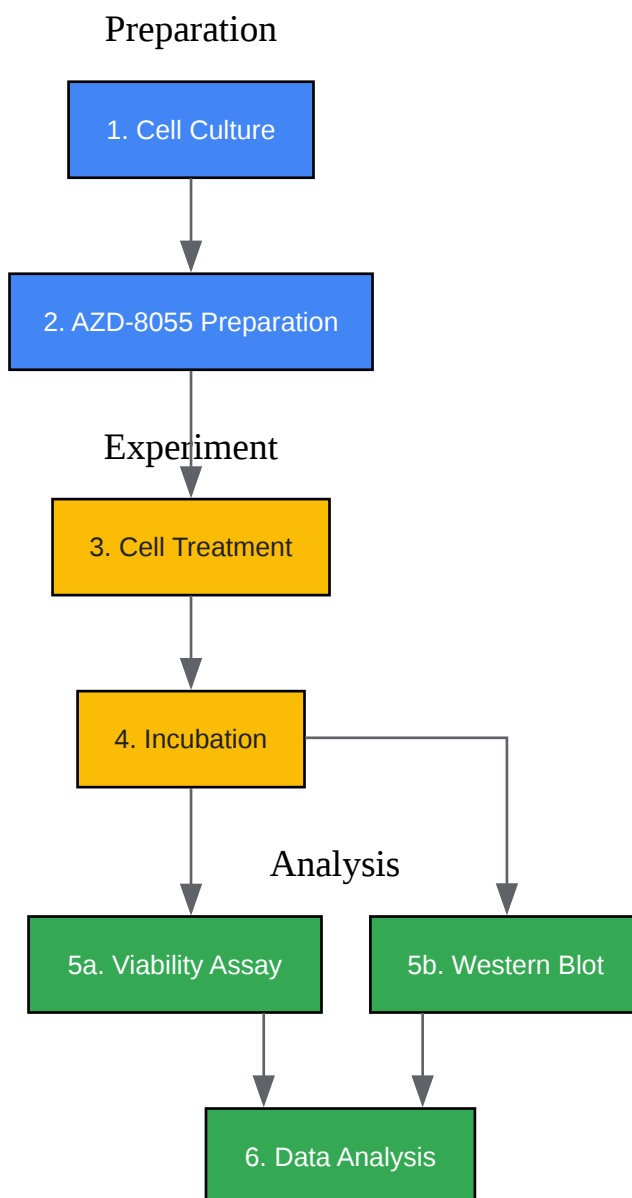 Preparation
1. Cell Culture
2. AZD-8055 Preparation
Experiment
3. Cell Treatment
4. Incubation
Analysis
5a. Viability Assay
5b. Western Blot
6. Data Analysis